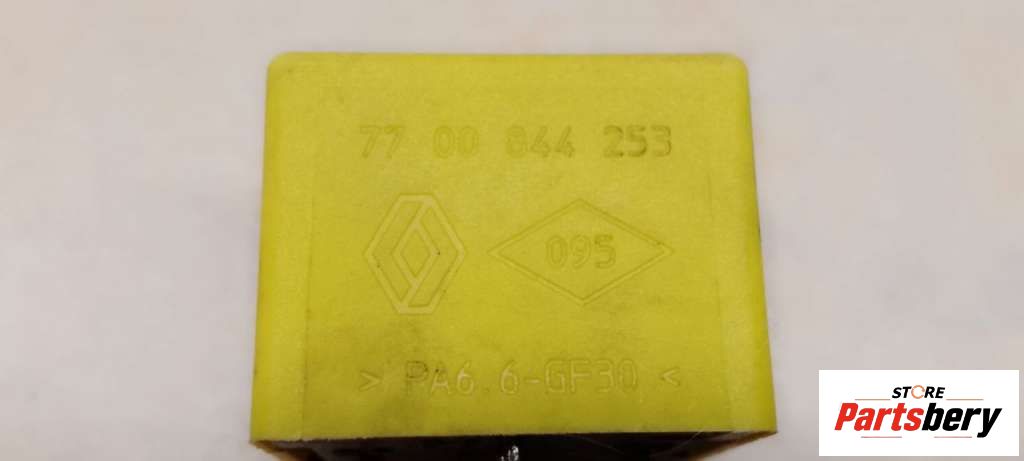 77 00 844 253
095
> PA6.6-GF30 <
STORE
Partsbery